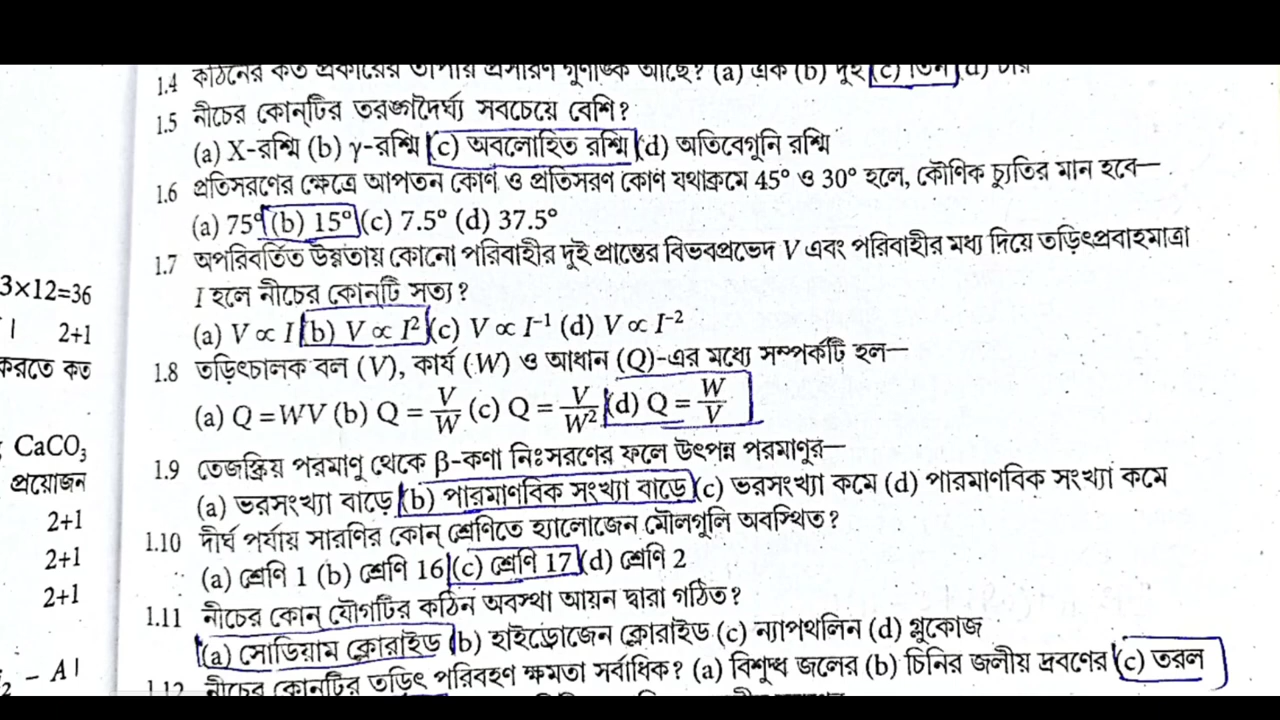 1.4 কঠিনের কত প্রকারের তাপীয় প্রসারণ গুণাঙ্ক আছে? (a) এক (b) দুই (c) তিন (d) চার
1.5 নীচের কোন্‌টির তরঙ্গদৈর্ঘ্য সবচেয়ে বেশি?
(a) X-রশ্মি (b) γ-রশ্মি (c) অবলোহিত রশ্মি (d) অতিবেগুনি রশ্মি
1.6 প্রতিসরণের ক্ষেত্রে আপতন কোণ ও প্রতিসরণ কোণ যথাক্রমে 45° ও 30° হলে, কৌণিক চ্যুতির মান হবে—
(a) 75° (b) 15° (c) 7.5° (d) 37.5°
1.7 অপরিবর্তিত উষ্ণতায় কোনো পরিবাহীর দুই প্রান্তের বিভবপ্রভেদ V এবং পরিবাহীর মধ্য দিয়ে তড়িৎপ্রবাহমাত্রা
3×12=36
I হলে নীচের কোন্‌টি সত্য?
2+1
(a) V ∝ I (b) V ∝ I² (c) V ∝ I⁻¹ (d) V ∝ I⁻²
করতে কত
1.8 তড়িৎচালক বল (V), কার্য (W) ও আধান (Q)-এর মধ্যে সম্পর্কটি হল—
(a) Q = WV (b) Q = V/W (c) Q = V/W² (d) Q = W/V
CaCO₃
1.9 তেজস্ক্রিয় পরমাণু থেকে β-কণা নিঃসরণের ফলে উৎপন্ন পরমাণুর—
প্রয়োজন
(a) ভরসংখ্যা বাড়ে (b) পারমাণবিক সংখ্যা বাড়ে (c) ভরসংখ্যা কমে (d) পারমাণবিক সংখ্যা কমে
2+1
1.10 দীর্ঘ পর্যায় সারণির কোন্ শ্রেণিতে হ্যালোজেন মৌলগুলি অবস্থিত?
2+1
(a) শ্রেণি 1 (b) শ্রেণি 16 (c) শ্রেণি 17 (d) শ্রেণি 2
2+1
1.11 নীচের কোন্ যৌগটির কঠিন অবস্থা আয়ন দ্বারা গঠিত?
(a) সোডিয়াম ক্লোরাইড (b) হাইড্রোজেন ক্লোরাইড (c) ন্যাপথলিন (d) গ্লুকোজ
1.12 নীচের কোন্‌টির তড়িৎ পরিবহণ ক্ষমতা সর্বাধিক? (a) বিশুদ্ধ জলের (b) চিনির জলীয় দ্রবণের (c) তরল